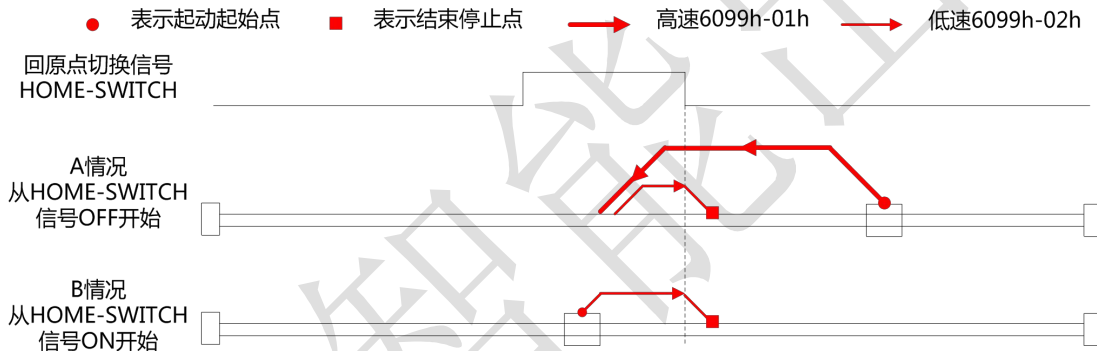 表示起动起始点 表示结束停止点 高速6099h-01h 低速6099h-02h
回原点切换信号
HOME-SWITCH
A情况
从HOME-SWITCH
信号OFF开始
B情况
从HOME-SWITCH
信号ON开始